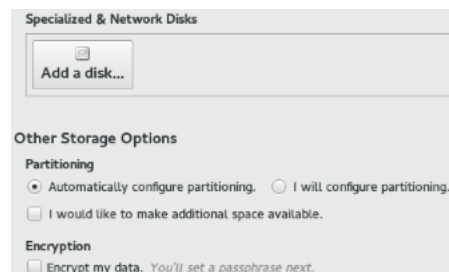 Specialized & Network Disks
Add a disk...
Other Storage Options
Partitioning
Automatically configure partitioning. I will configure partitioning.
I would like to make additional space available.
Encryption
Encrypt my data. You'll set a passphrase next.